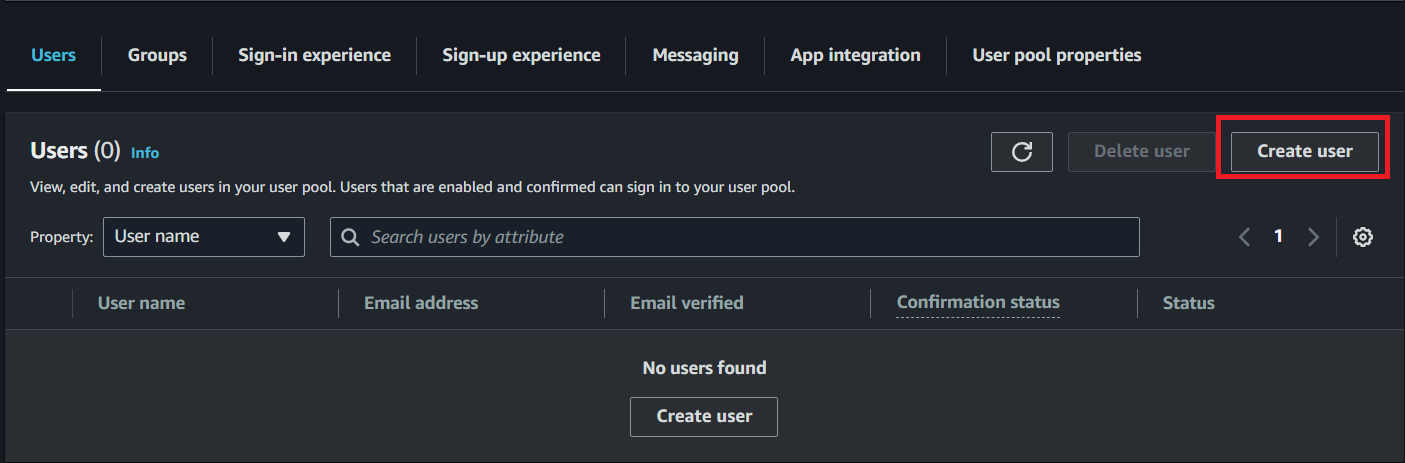 Users Groups Sign-in experience Sign-up experience Messaging App integration User pool properties
Users (0) Info Delete user Create user
View, edit, and create users in your user pool. Users that are enabled and confirmed can sign in to your user pool.
Property: User name Search users by attribute 1
User name Email address Email verified Confirmation status Status
No users found
Create user